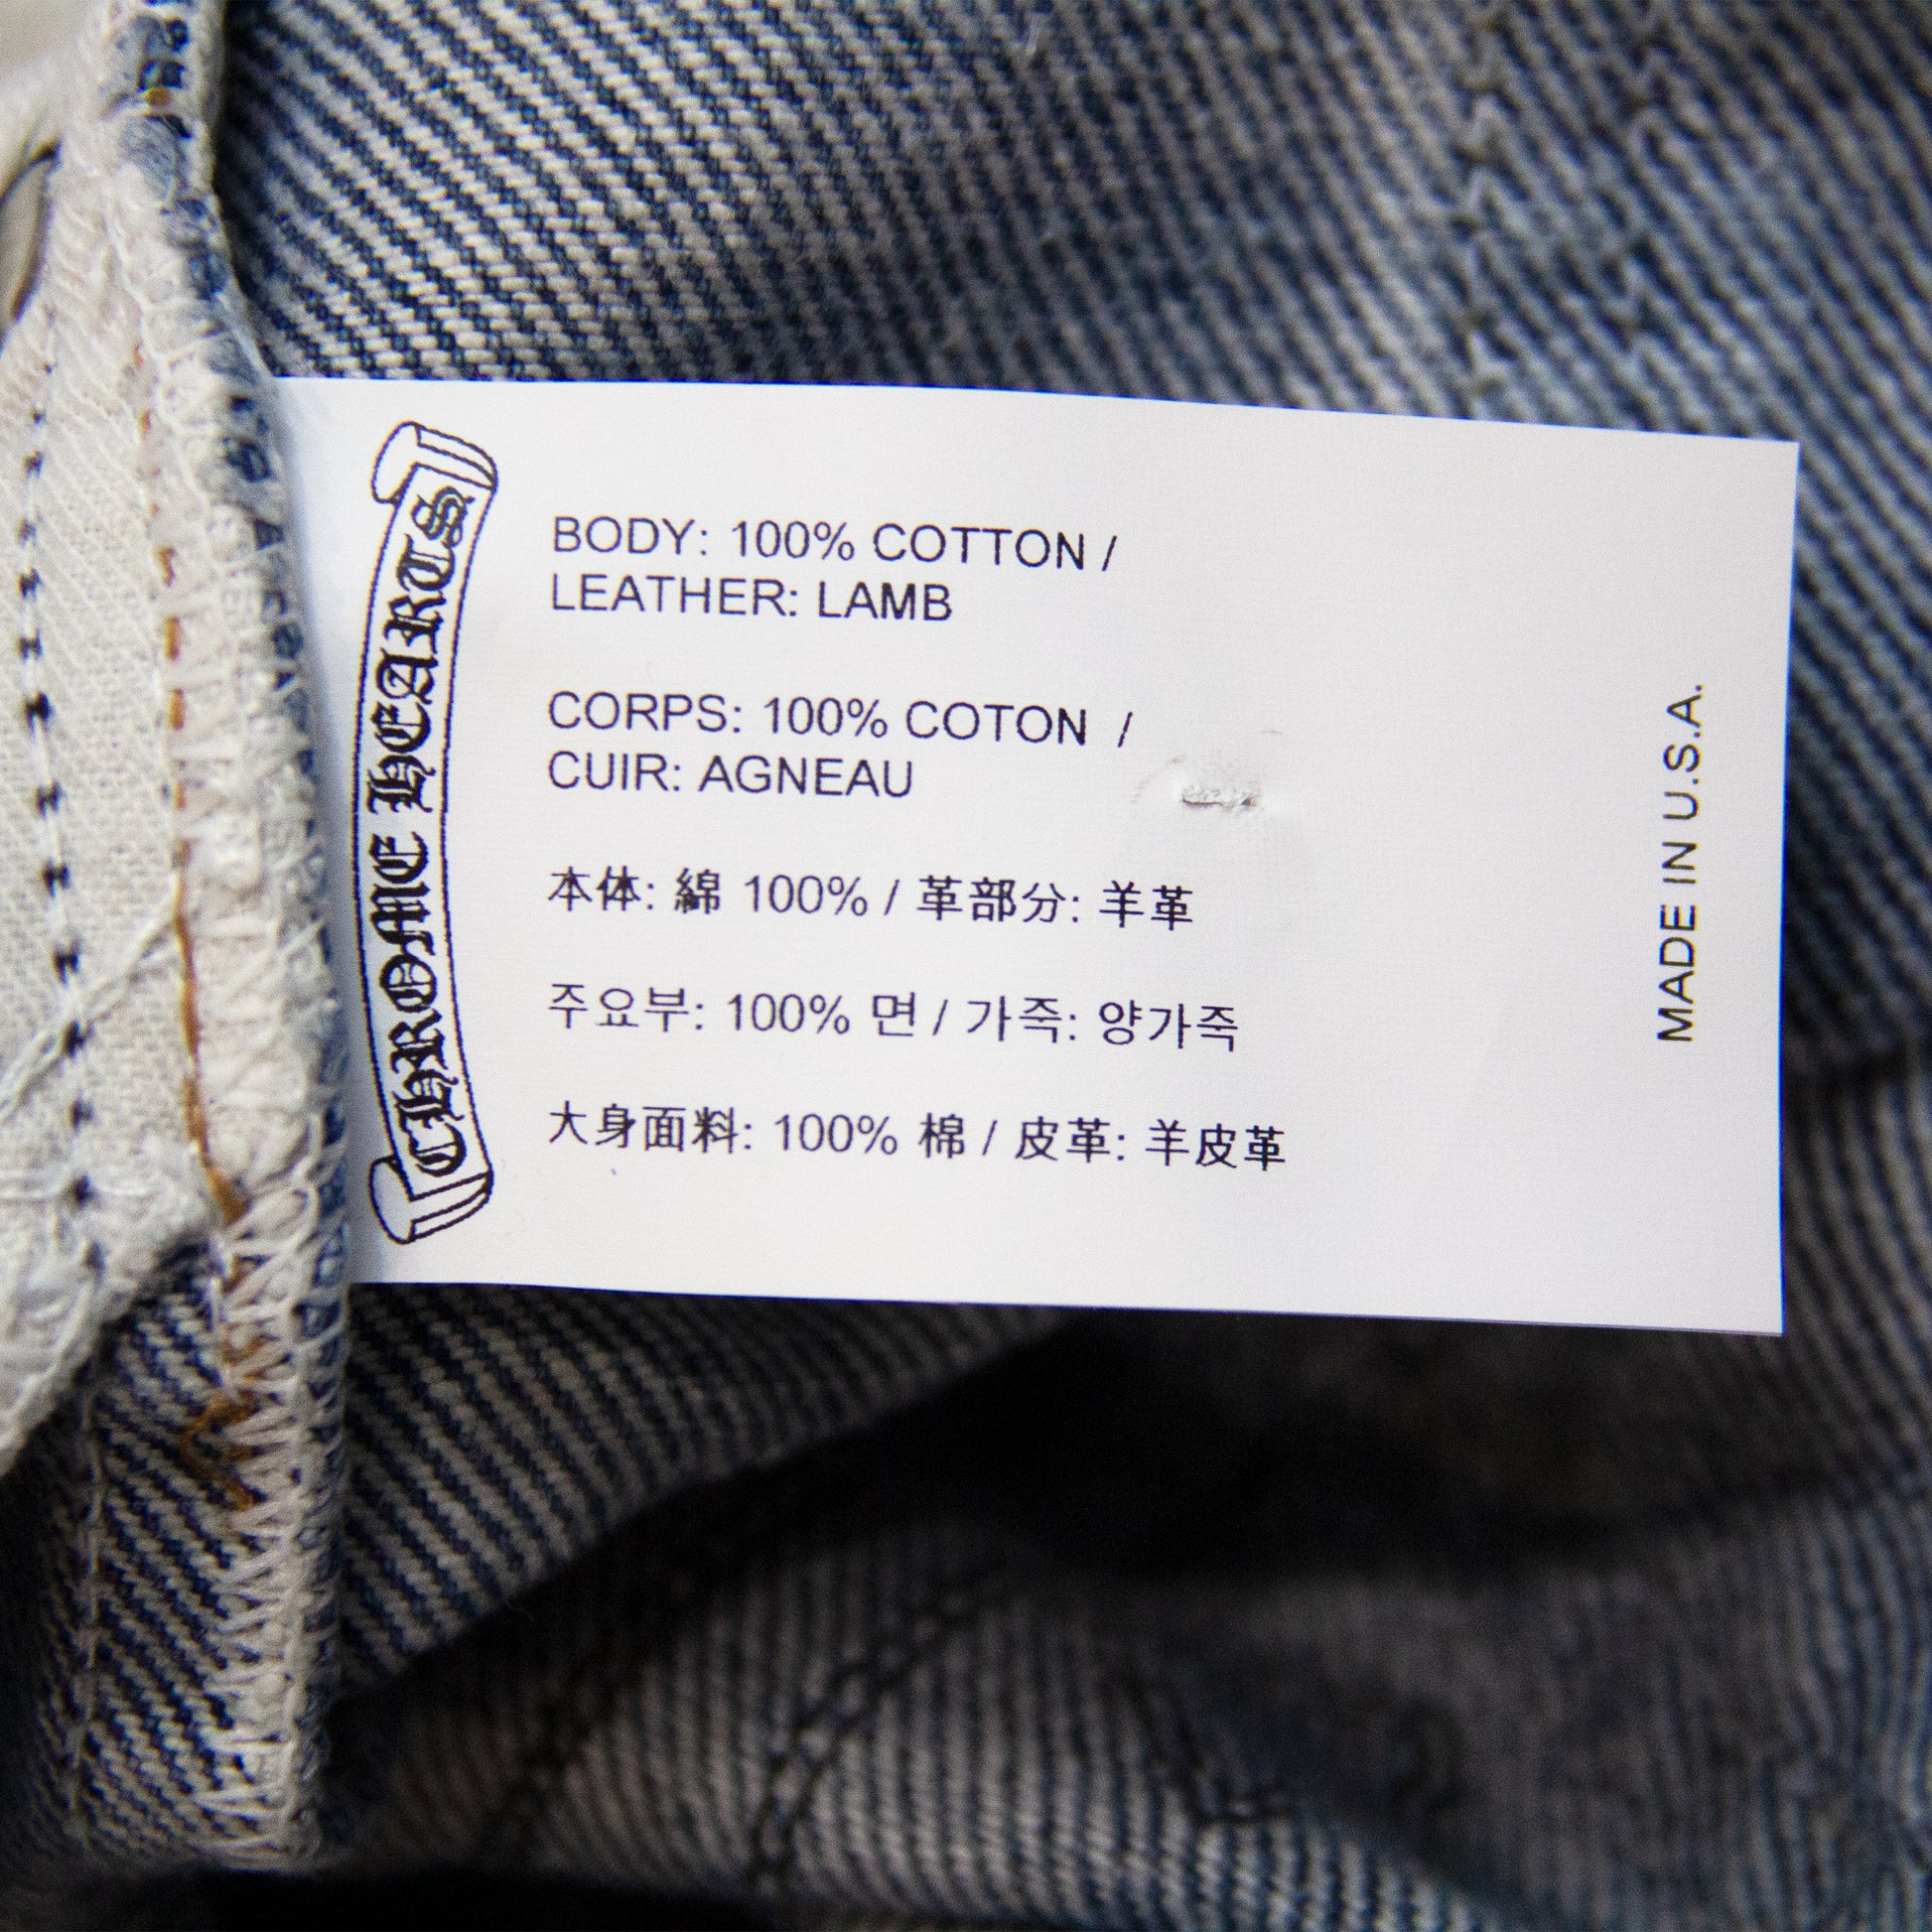 CHROME HEARTS
BODY: 100% COTTON /
LEATHER: LAMB
CORPS: 100% COTON /
CUIR: AGNEAU
本体: 綿 100% / 革部分: 羊革
주요부: 100% 면 / 가죽: 양가죽
大身面料: 100% 棉 / 皮革: 羊皮革
MADE IN U.S.A.